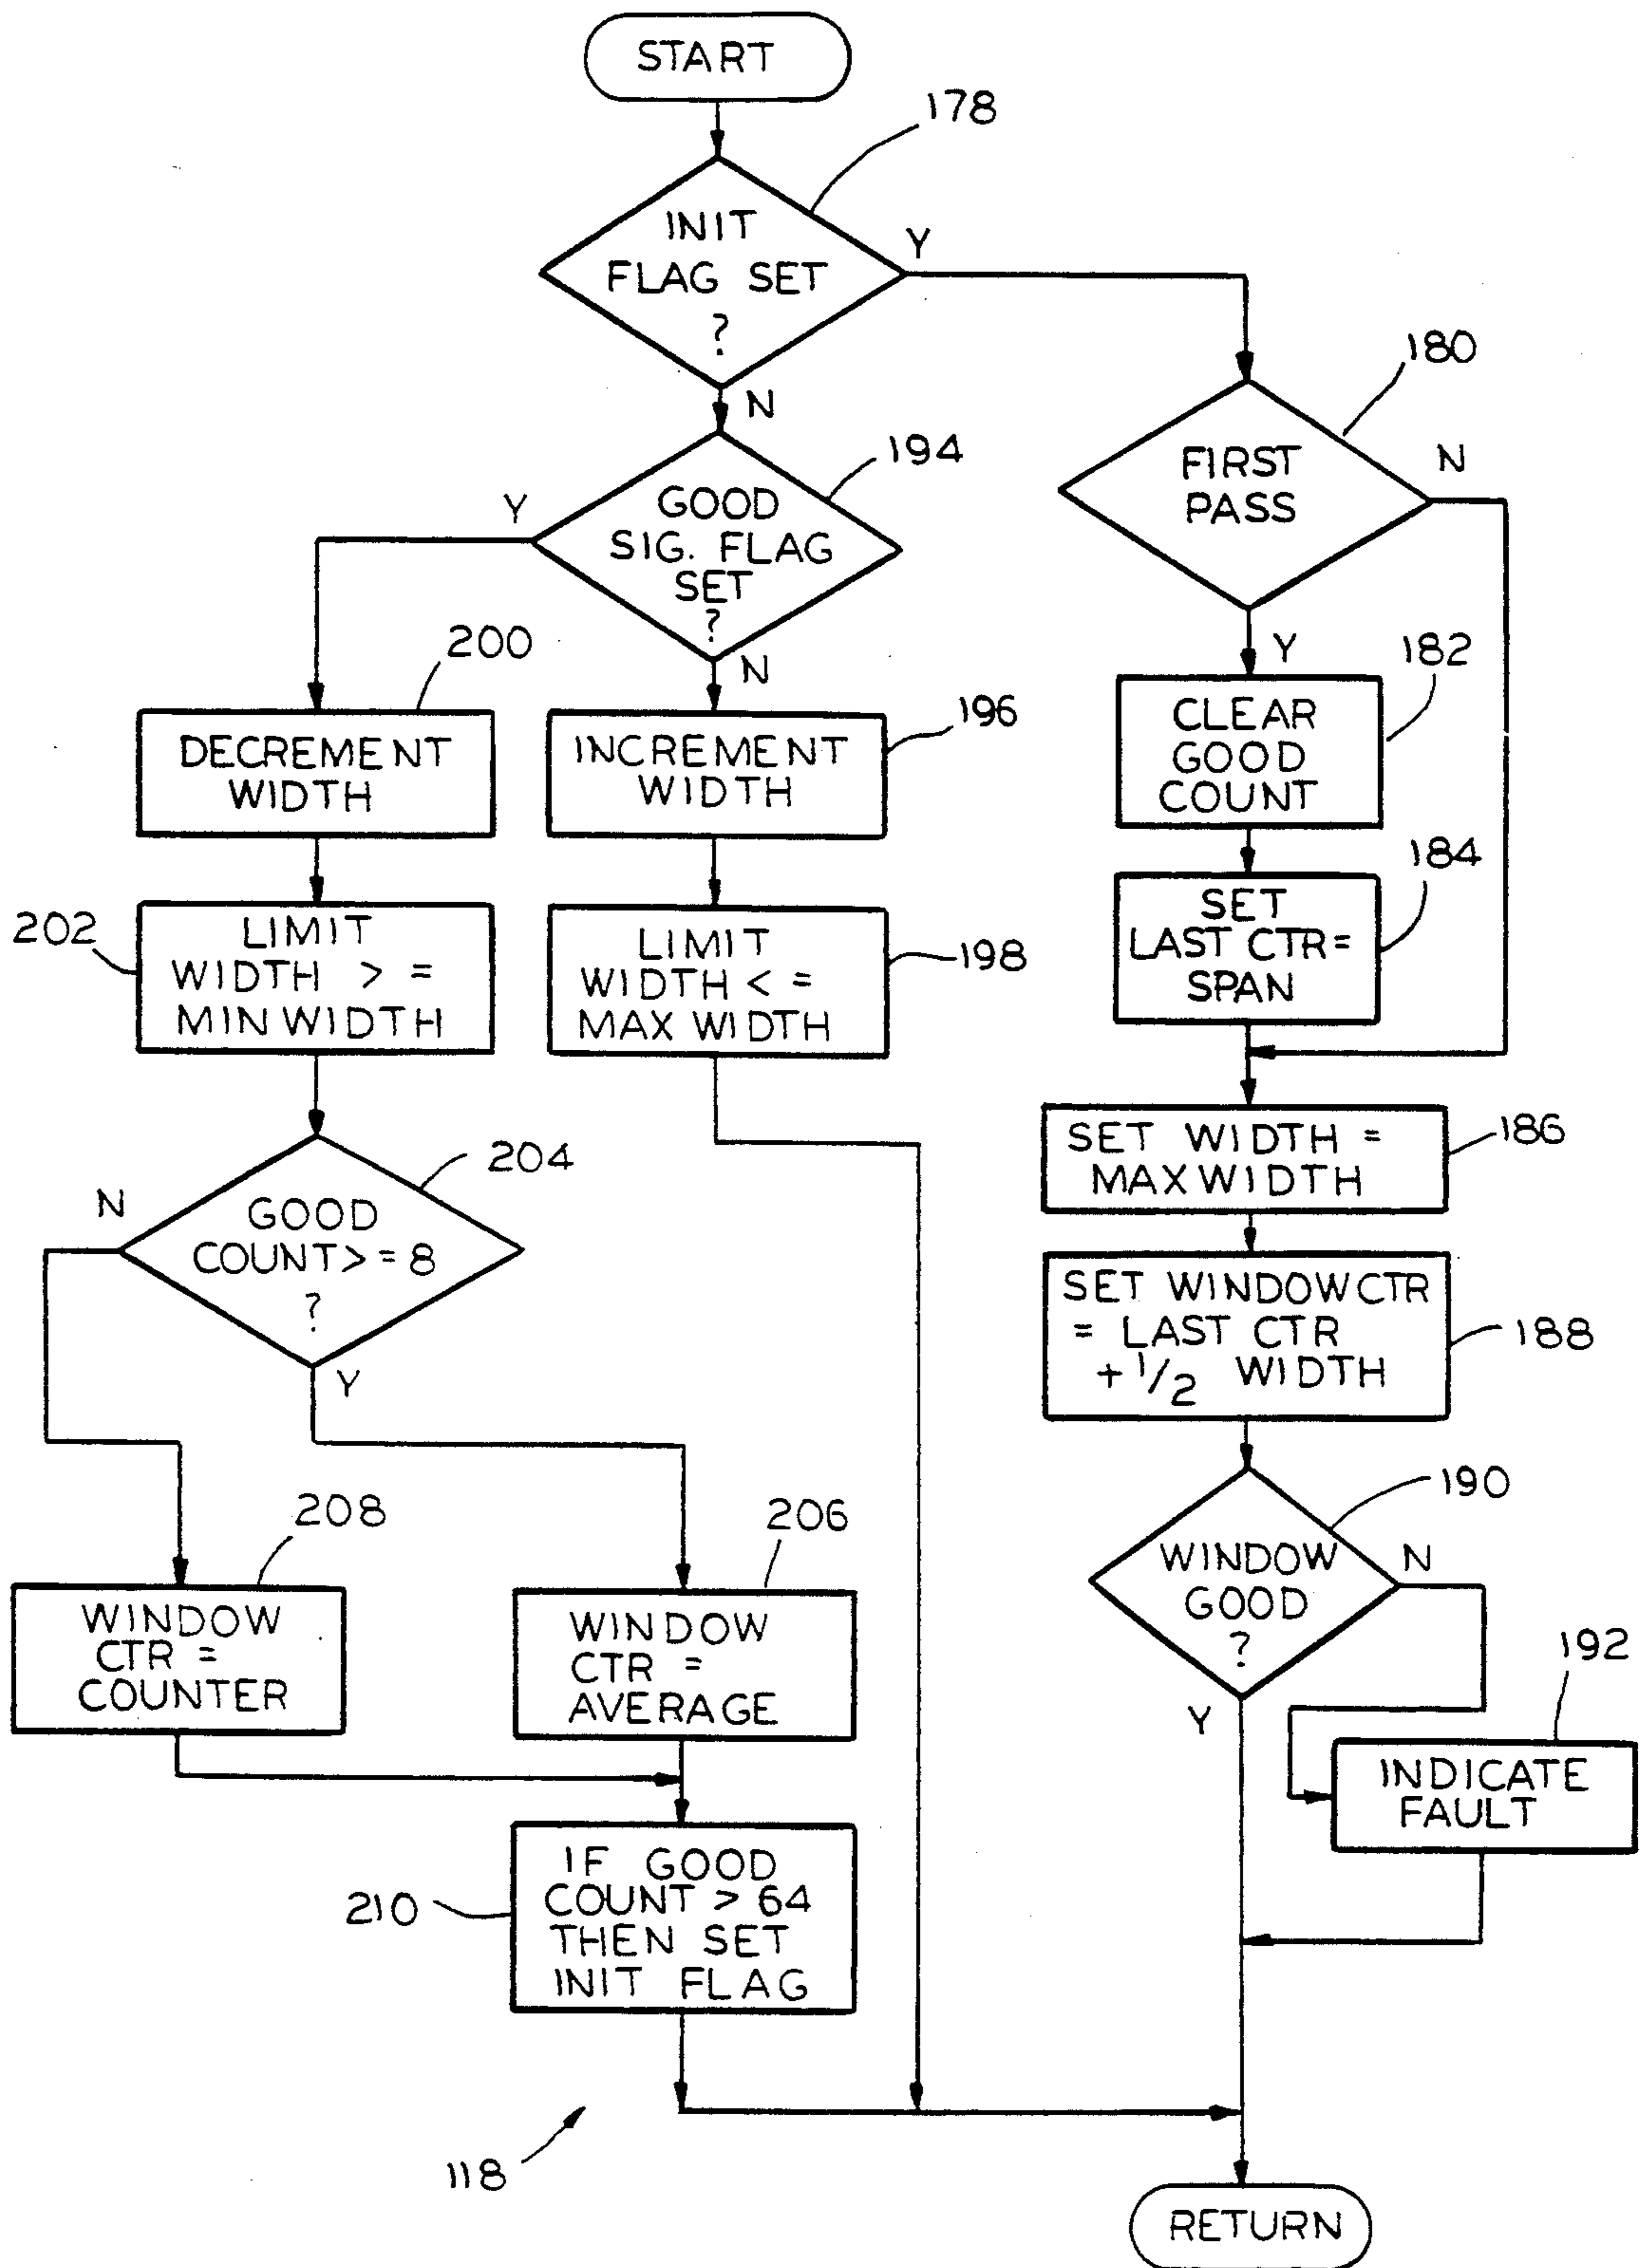 START
178
INIT
FLAG SET
?
Y
N
180
FIRST
PASS
N
Y
194
GOOD
SIG. FLAG
SET
?
Y
N
182
CLEAR
GOOD
COUNT
200
DECREMENT
WIDTH
196
INCREMENT
WIDTH
184
SET
LAST CTR=
SPAN
202
LIMIT
WIDTH > =
MIN WIDTH
198
LIMIT
WIDTH < =
MAX WIDTH
186
SET WIDTH =
MAX WIDTH
204
GOOD
COUNT > = 8
?
N
Y
188
SET WINDOW CTR
= LAST CTR
+ 1/2 WIDTH
190
WINDOW
GOOD
?
N
Y
208
WINDOW
CTR =
COUNTER
206
WINDOW
CTR =
AVERAGE
192
INDICATE
FAULT
210
IF GOOD
COUNT > 64
THEN SET
INIT FLAG
118
RETURN